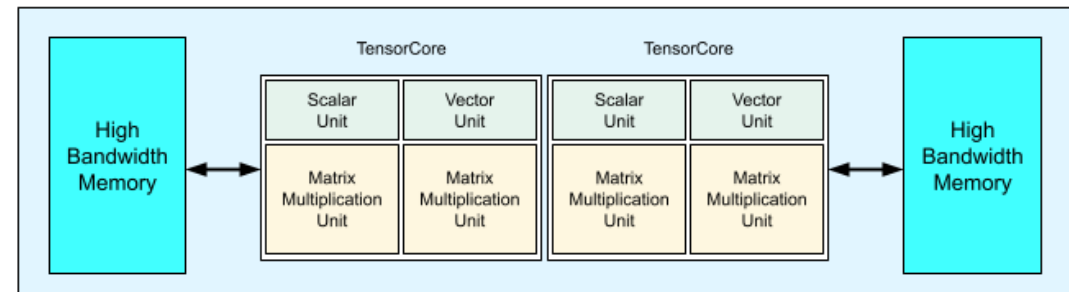 TensorCore
TensorCore
High
Bandwidth
Memory
Scalar
Unit
Vector
Unit
Matrix
Multiplication
Unit
Matrix
Multiplication
Unit
Scalar
Unit
Vector
Unit
Matrix
Multiplication
Unit
Matrix
Multiplication
Unit
High
Bandwidth
Memory